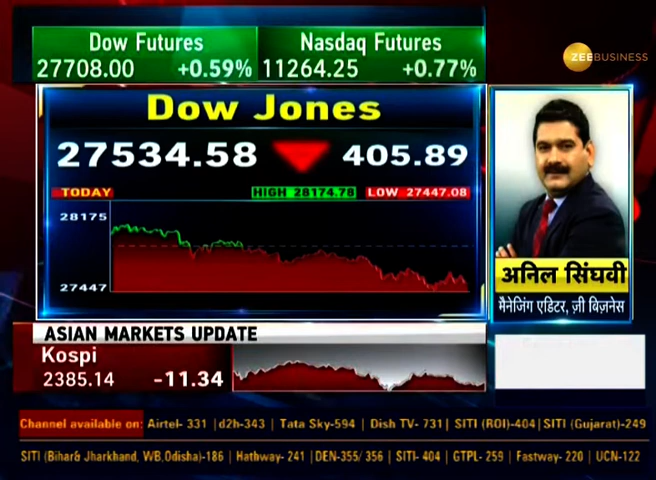 Dow Futures
27708.00 +0.59%
Nasdaq Futures
11264.25 +0.77%
ZEEBUSINESS
Dow Jones
27534.58 405.89
TODAY HIGH 28174.78 LOW 27447.08
28175
27447
अनिल सिंघवी
मैनेजिंग एडिटर, ज़ी बिज़नेस
ASIAN MARKETS UPDATE
Kospi
2385.14 -11.34
Channel available on: Airtel- 331 |d2h-343 | Tata Sky-594 | Dish TV- 731| SITI (ROI)-404|SITI (Gujarat)-249
SITI (Bihar& Jharkhand, WB,Odisha)-186 | Hathway- 241 |DEN-355/ 356 | SITI- 404 | GTPL- 259 | Fastway- 220 | UCN-122